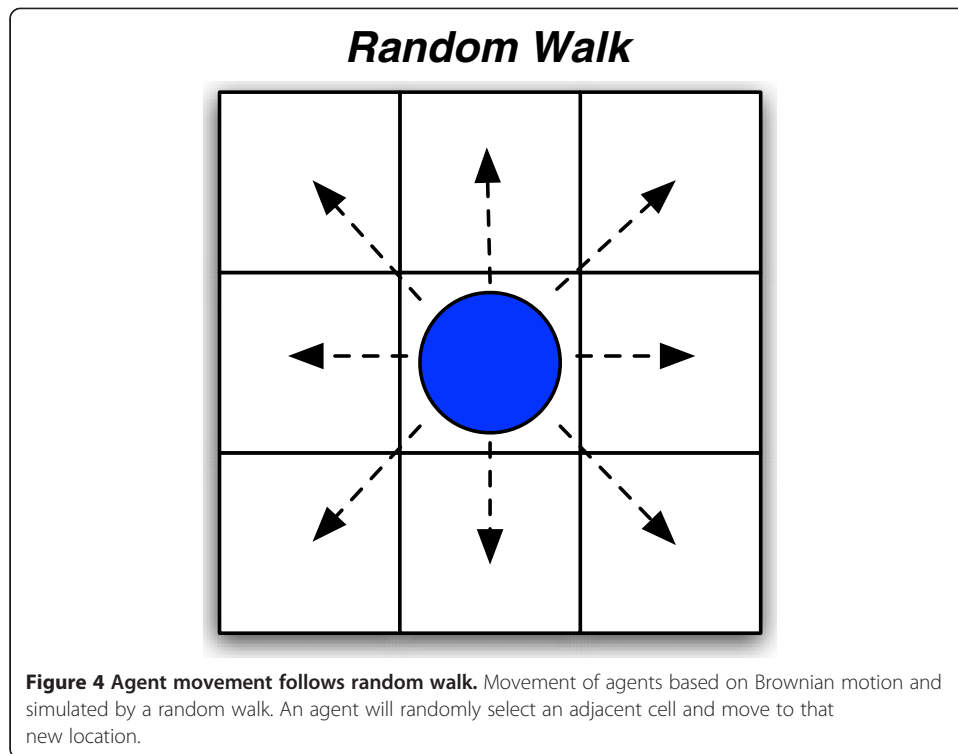 Random Walk
Figure 4 Agent movement follows random walk. Movement of agents based on Brownian motion and
simulated by a random walk. An agent will randomly select an adjacent cell and move to that
new location.